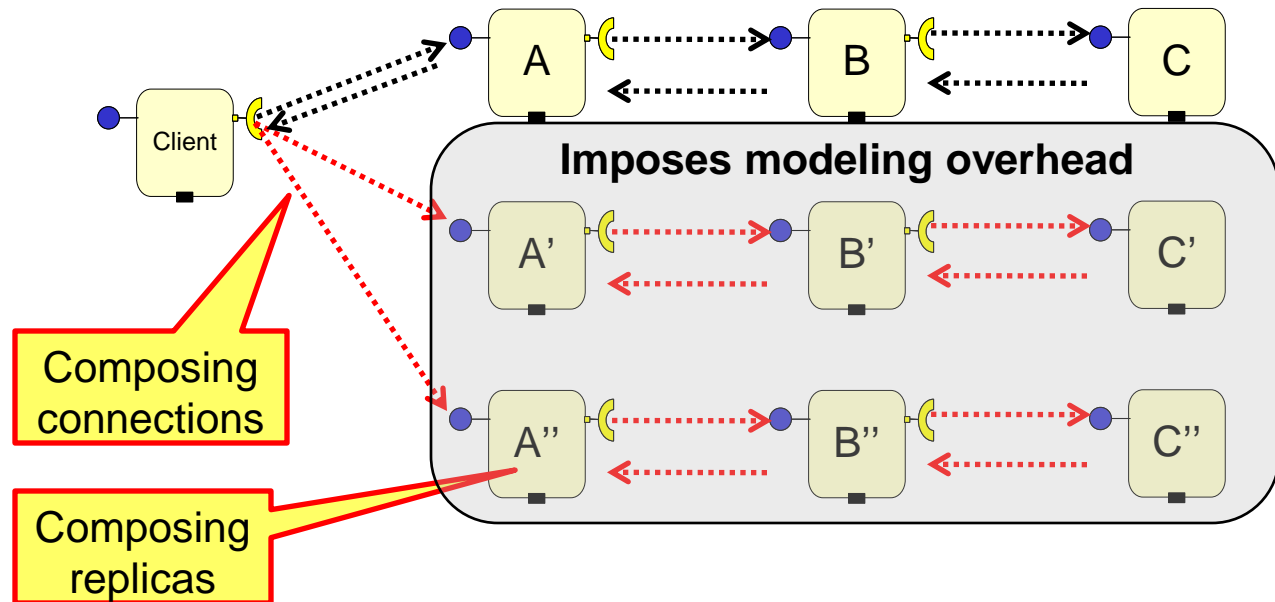 A
B
C
Client
Imposes modeling overhead
A’
B’
C’
Composing
connections
A’’
B’’
C’’
Composing
replicas